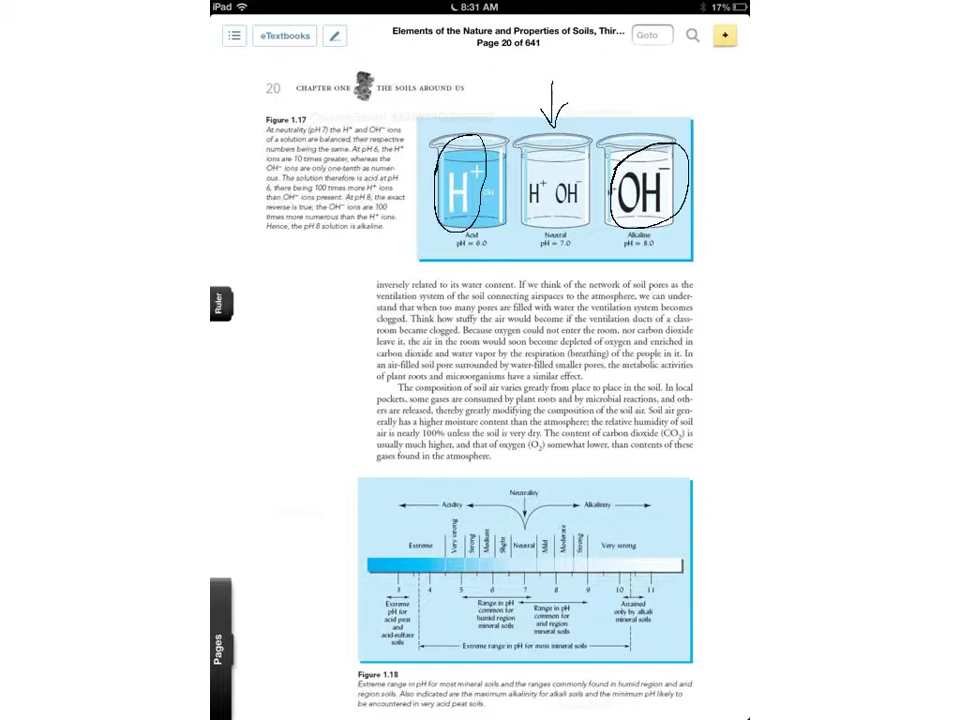 iPad 8:31 AM 17%
eTextbooks
Elements of the Nature and Properties of Soils, Thir...
Page 20 of 641
Goto
+
20 CHAPTER ONE THE SOILS AROUND US
Figure 1.17
At neutrality (pH 7) the H⁺ and OH⁻ ions
of a solution are balanced, their respective
numbers being the same. At pH 6, the H⁺
ions are 10 times greater, whereas the
OH⁻ ions are only one-tenth as numer-
ous. The solution therefore is acid at pH
6, there being 100 times more H⁺ ions
than OH⁻ ions present. At pH 8, the exact
reverse is true; the OH⁻ ions are 100
times more numerous than the H⁺ ions.
Hence, the pH 8 solution is alkaline.
H⁺
H⁺ OH⁻
OH⁻
Acid
pH = 6.0
Neutral
pH = 7.0
Alkaline
pH = 8.0
inversely related to its water content. If we think of the network of soil pores as the
ventilation system of the soil connecting airspaces to the atmosphere, we can under-
stand that when too many pores are filled with water the ventilation system becomes
clogged. Think how stuffy the air would become if the ventilation ducts of a class-
room became clogged. Because oxygen could not enter the room, nor carbon dioxide
leave it, the air in the room would soon become depleted of oxygen and enriched in
carbon dioxide and water vapor by the respiration (breathing) of the people in it. In
an air-filled soil pore surrounded by water-filled smaller pores, the metabolic activities
of plant roots and microorganisms have a similar effect.
The composition of soil air varies greatly from place to place in the soil. In local
pockets, some gases are consumed by plant roots and by microbial reactions, and oth-
ers are released, thereby greatly modifying the composition of the soil air. Soil air gen-
erally has a higher moisture content than the atmosphere; the relative humidity of soil
air is nearly 100% unless the soil is very dry. The content of carbon dioxide (CO₂) is
usually much higher, and that of oxygen (O₂) somewhat lower, than contents of these
gases found in the atmosphere.
Neutrality
Acidity
Alkalinity
Extreme
Very strong
Strong
Medium
Slight
Neutral
Mild
Moderate
Strong
Very strong
3 4 5 6 7 8 9 10 11
Extreme
pH for
acid peat
and
acid-sulfate
soils
Range in pH
common for
humid region
mineral soils
Range in pH
common for
arid region
mineral soils
Attained
only by alkali
mineral soils
Extreme range in pH for most mineral soils
Figure 1.18
Extreme range in pH for most mineral soils and the ranges commonly found in humid region and arid
region soils. Also indicated are the maximum alkalinity for alkali soils and the minimum pH likely to
be encountered in very acid peat soils.
Ruler
Pages